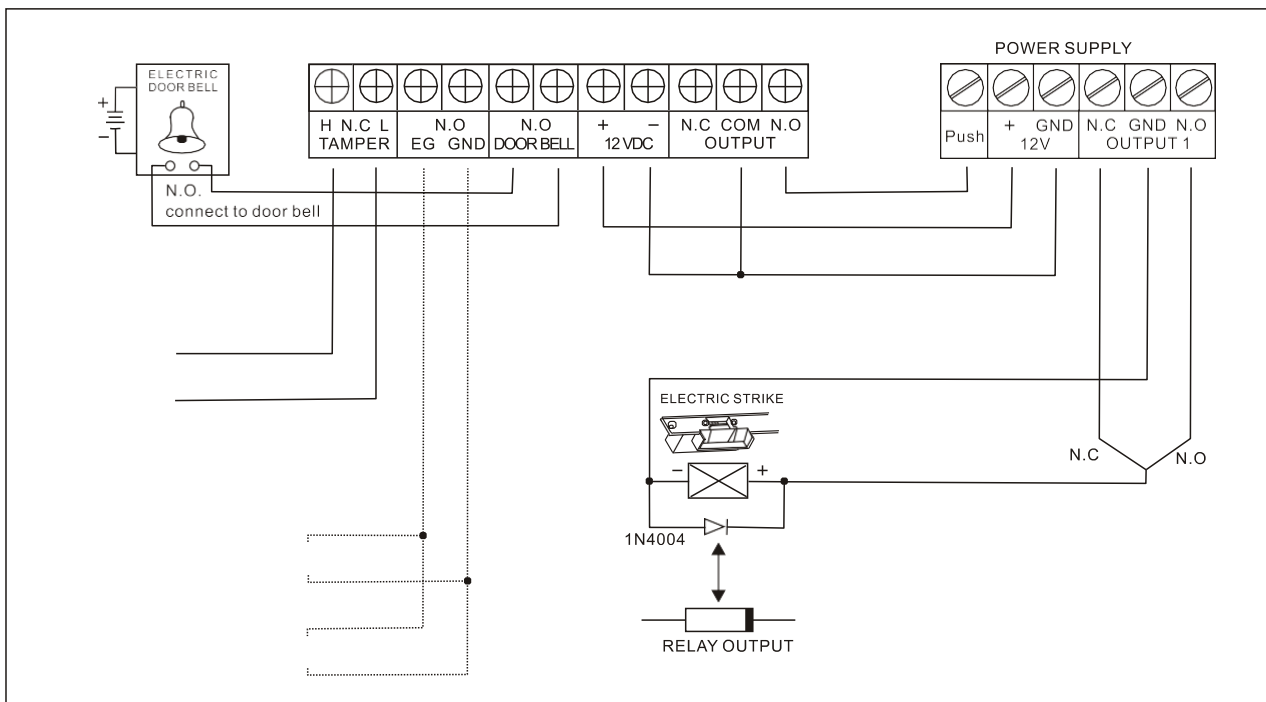 POWER SUPPLY
ELECTRIC
DOOR BELL
+
−
H N.C L
TAMPER
N.O
EG GND
N.O
DOOR BELL
+ −
12 VDC
N.C COM N.O
OUTPUT
Push
+ GND
12V
N.C GND N.O
OUTPUT 1
N.O.
connect to door bell
ELECTRIC STRIKE
− +
N.C
N.O
1N4004
RELAY OUTPUT